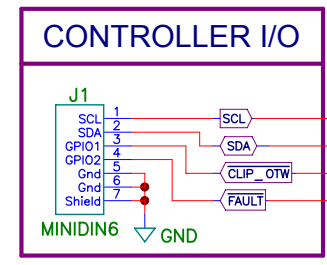 CONTROLLER I/O
J1
SCL 1 SCL
SDA 2 SDA
GPIO1 3 CLIP_OTW
GPIO2 4 FAULT
Gnd 5
Gnd 6
Shield 7
MINIDIN6
GND